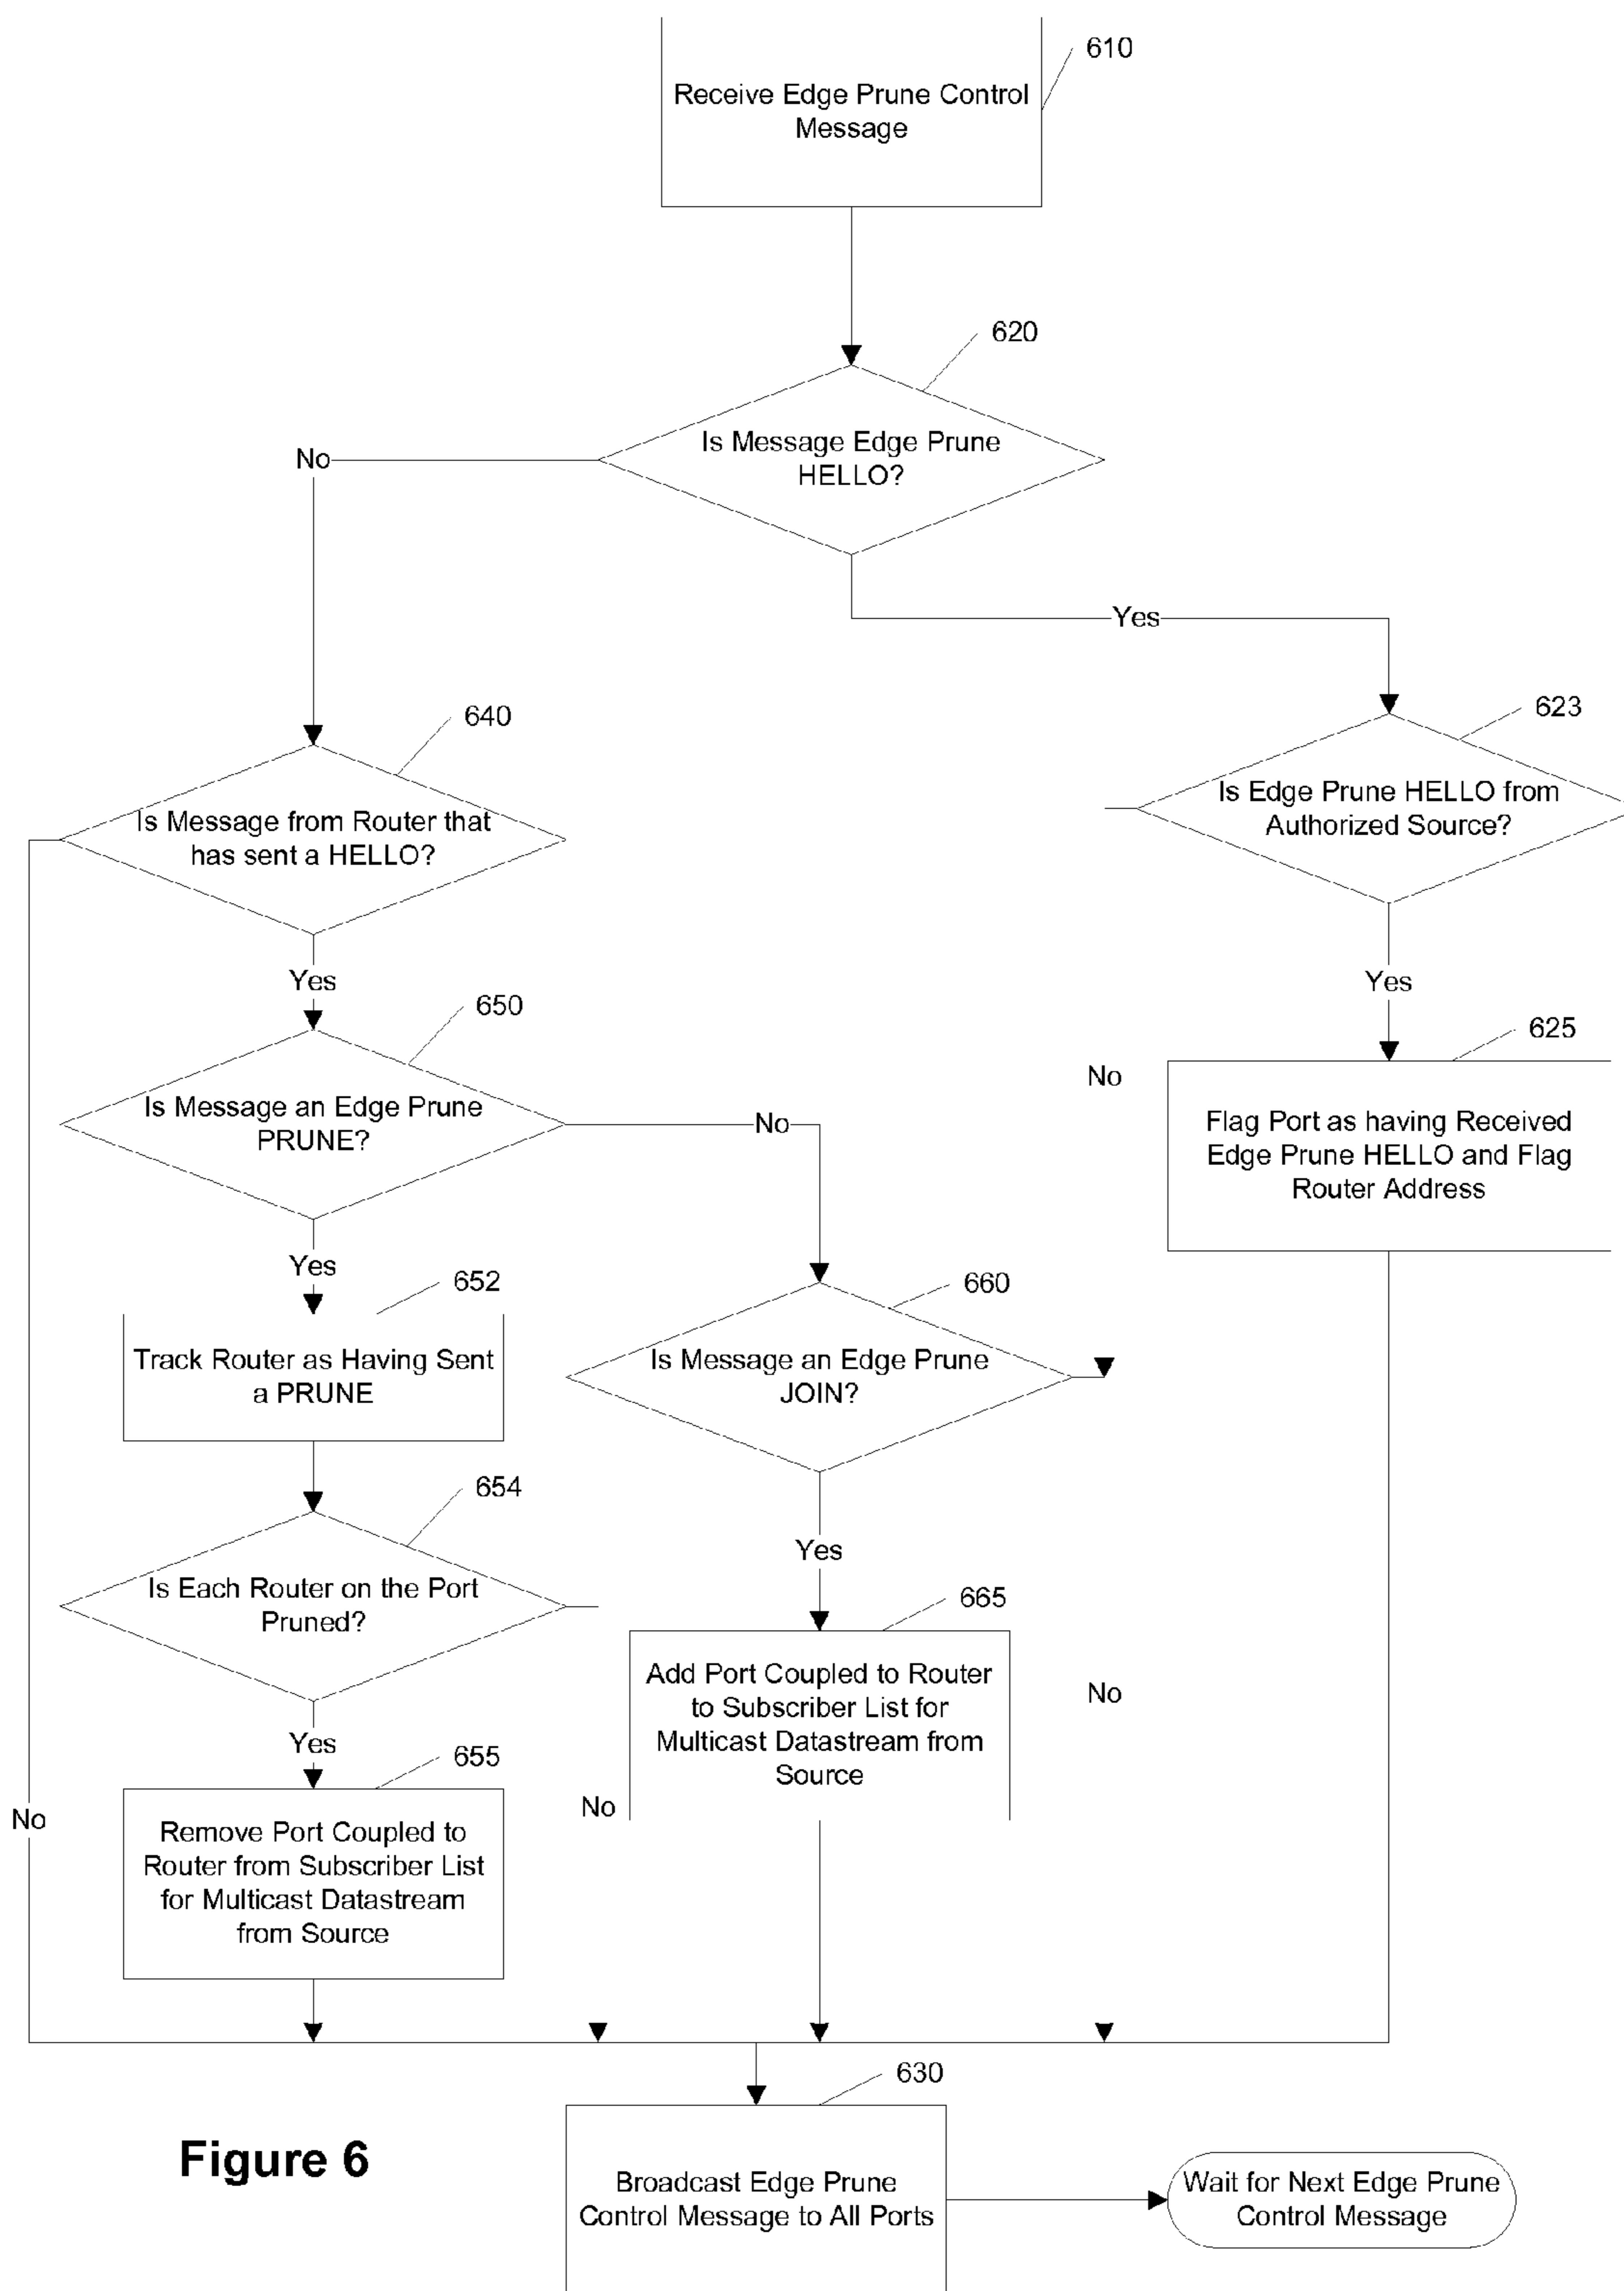 610
Receive Edge Prune Control
Message
620
Is Message Edge Prune
HELLO?
No
Yes
640
Is Message from Router that
has sent a HELLO?
623
Is Edge Prune HELLO from
Authorized Source?
Yes
Yes
650
Is Message an Edge Prune
PRUNE?
No
625
No
Flag Port as having Received
Edge Prune HELLO and Flag
Router Address
Yes
652
Track Router as Having Sent
a PRUNE
660
Is Message an Edge Prune
JOIN?
654
Is Each Router on the Port
Pruned?
Yes
665
Add Port Coupled to Router
to Subscriber List for
Multicast Datastream from
Source
No
Yes
655
No
No
Remove Port Coupled to
Router from Subscriber List
for Multicast Datastream
from Source
630
Broadcast Edge Prune
Control Message to All Ports
Wait for Next Edge Prune
Control Message
Figure 6